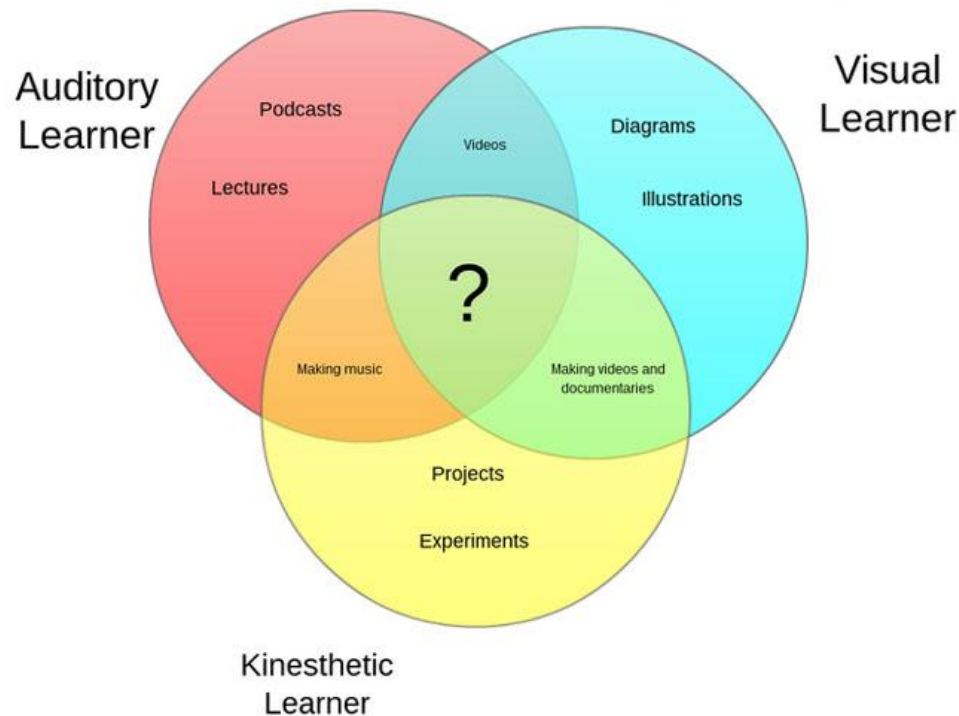 Auditory
Learner
Visual
Learner
Podcasts
Lectures
Videos
Diagrams
Illustrations
?
Making music
Making videos and
documentaries
Projects
Experiments
Kinesthetic
Learner